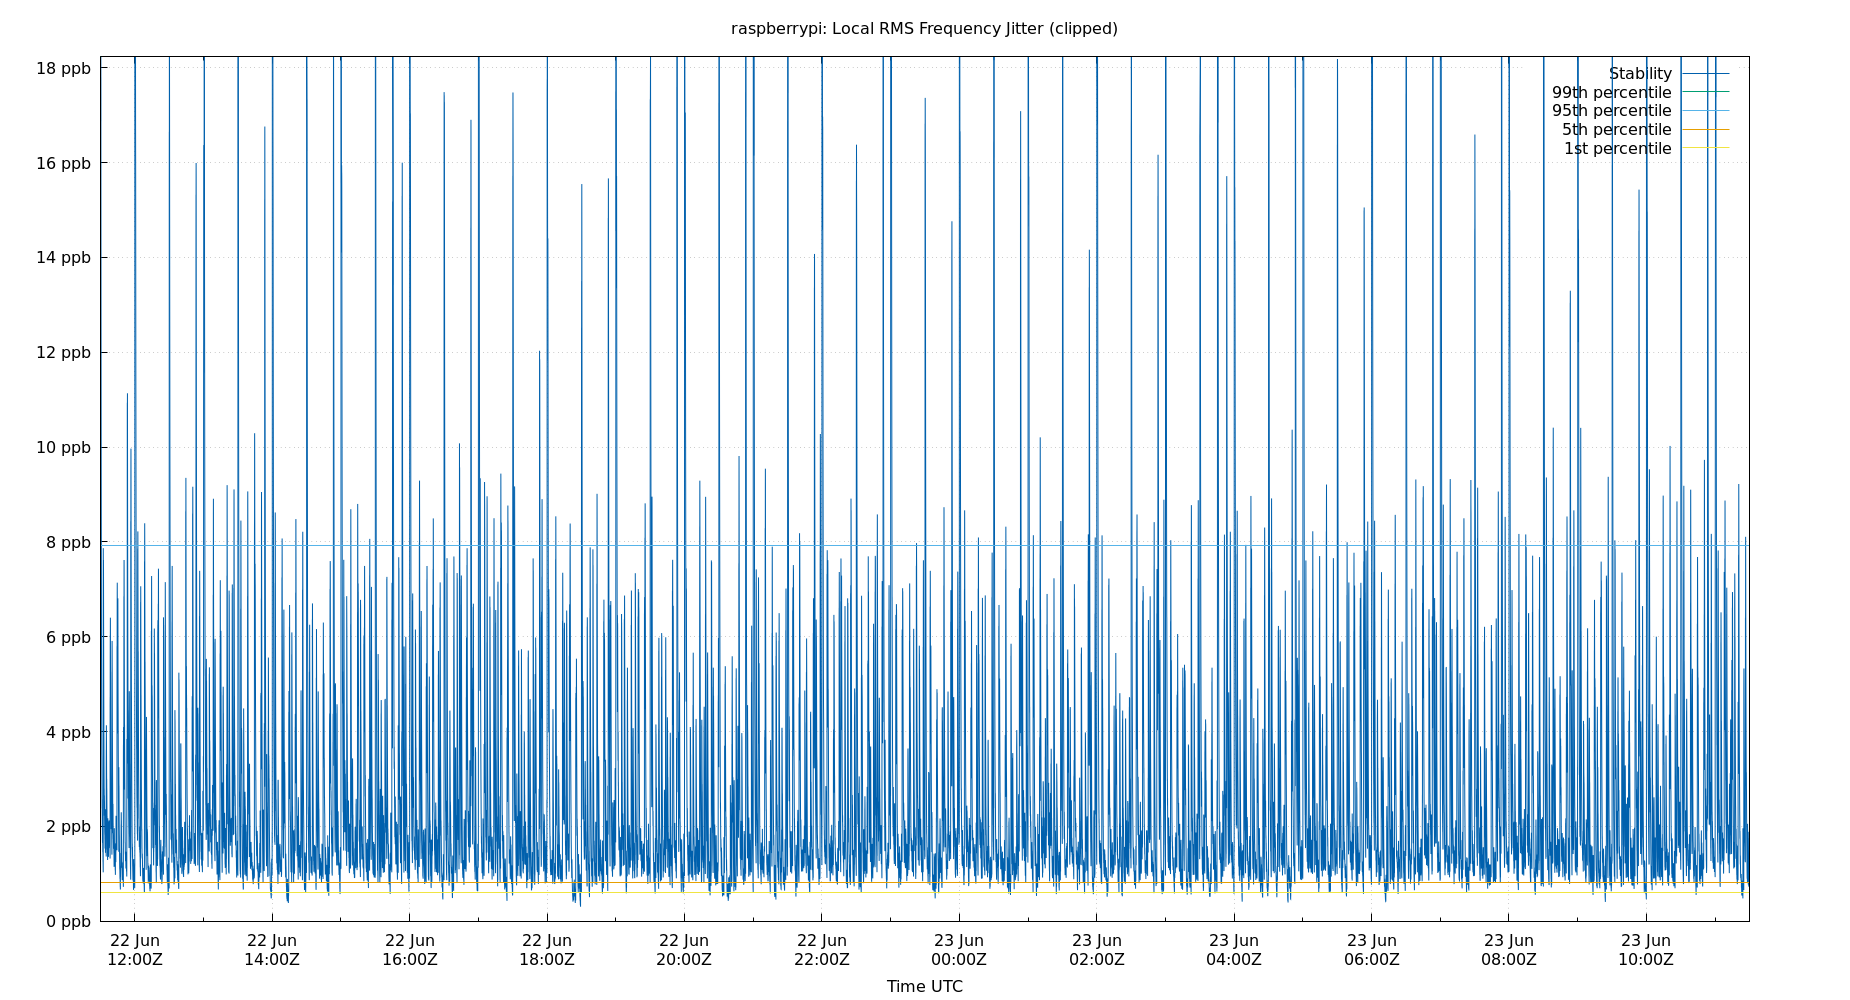 raspberrypi: Local RMS Frequency Jitter (clipped)
18 ppb
16 ppb
14 ppb
12 ppb
10 ppb
8 ppb
6 ppb
4 ppb
2 ppb
0 ppb
Stability
99th percentile
95th percentile
5th percentile
1st percentile
22 Jun 22 Jun 22 Jun 22 Jun 22 Jun 22 Jun 23 Jun 23 Jun 23 Jun 23 Jun 23 Jun 23 Jun
12:00Z 14:00Z 16:00Z 18:00Z 20:00Z 22:00Z 00:00Z 02:00Z 04:00Z 06:00Z 08:00Z 10:00Z
Time UTC